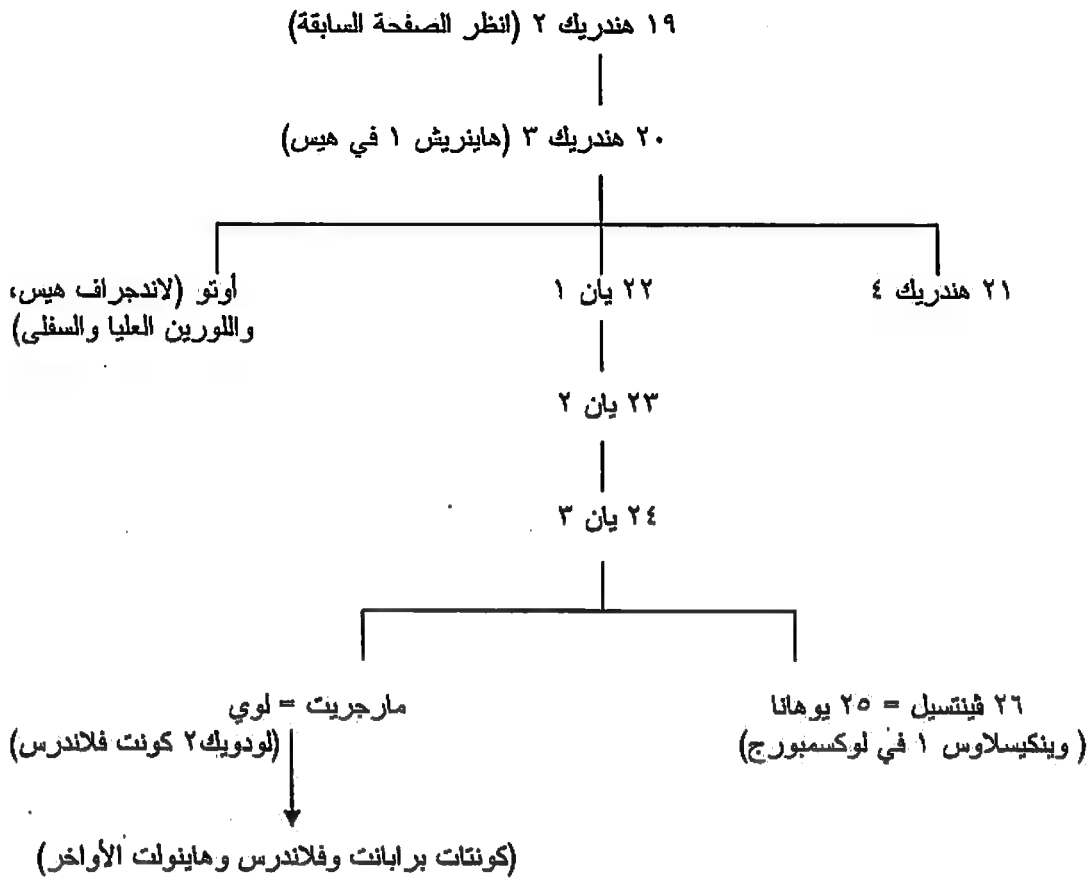 ١٩ هندريك ٢ (انظر الصفحة السابقة)
٢٠ هندريك ٣ (هاينريش ١ في هيس)
٢١ هندريك ٤
٢٢ يان ١
أوتو (لاندجراف هيس،
واللورين العليا والسفلى)
٢٣ يان ٢
٢٤ يان ٣
٢٦ ڤينتسيل = ٢٥ يوهانا
(وينكيسلاوس ١ في لوكسمبورج)
مارجريت = لوي
(لودويك٢ كونت فلاندرس)
(كونتات برابانت وفلاندرس وهاينولت الأواخر)